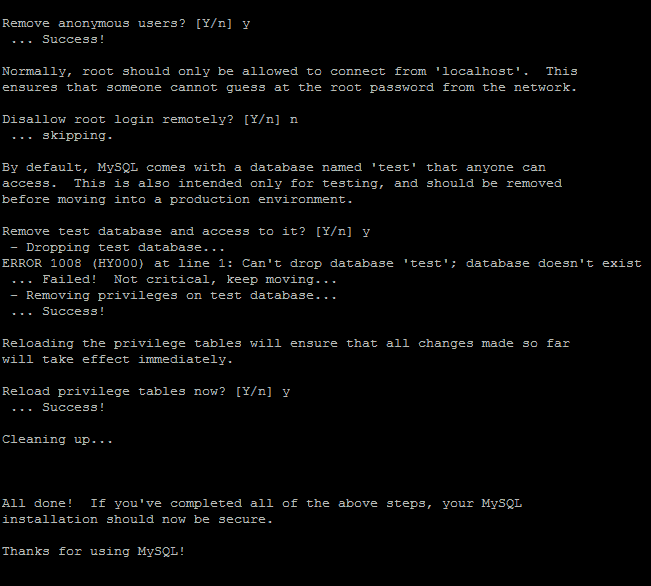 Remove anonymous users? [Y/n] y
 ... Success!
Normally, root should only be allowed to connect from 'localhost'.  This
ensures that someone cannot guess at the root password from the network.
Disallow root login remotely? [Y/n] n
 ... skipping.
By default, MySQL comes with a database named 'test' that anyone can
access.  This is also intended only for testing, and should be removed
before moving into a production environment.
Remove test database and access to it? [Y/n] y
 - Dropping test database...
ERROR 1008 (HY000) at line 1: Can't drop database 'test'; database doesn't exist
 ... Failed!  Not critical, keep moving...
 - Removing privileges on test database...
 ... Success!
Reloading the privilege tables will ensure that all changes made so far
will take effect immediately.
Reload privilege tables now? [Y/n] y
 ... Success!
Cleaning up...
All done!  If you've completed all of the above steps, your MySQL
installation should now be secure.
Thanks for using MySQL!